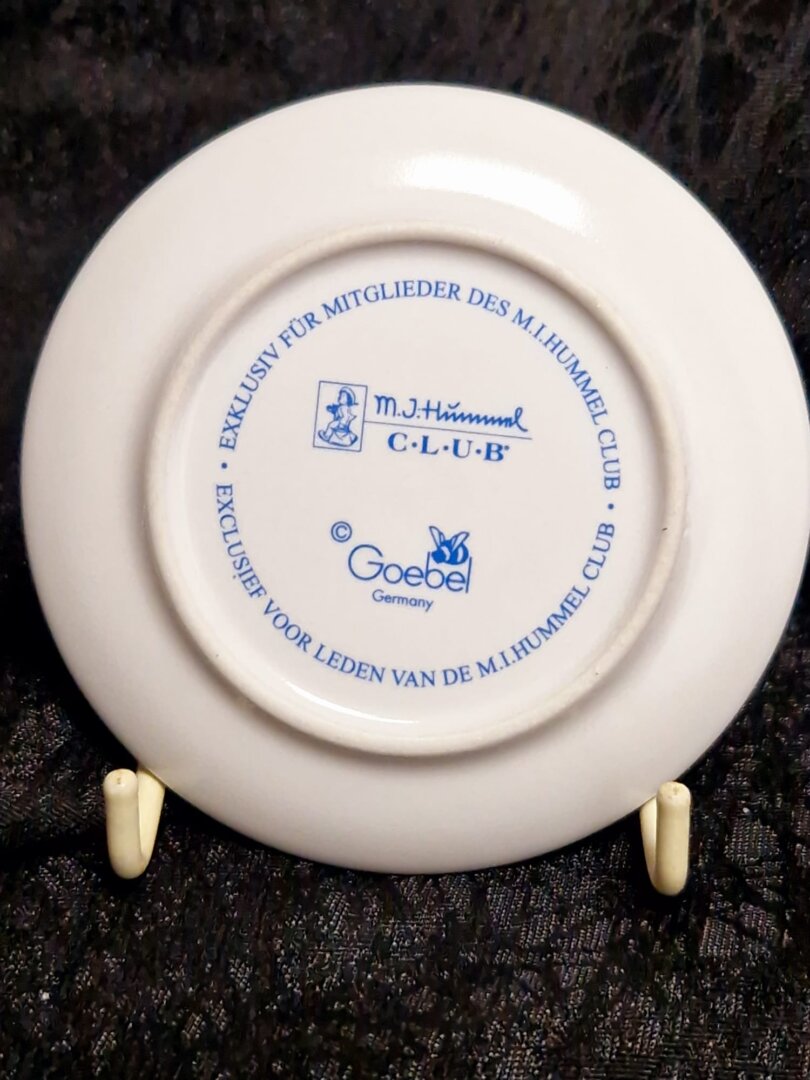 • EXKLUSIV FÜR MITGLIEDER DES M.I.HUMMEL CLUB •
M.J.Hummel
C·L·U·B®
©
Goebel
Germany
EXCLUSIEF VOOR LEDEN VAN DE M.I.HUMMEL CLUB